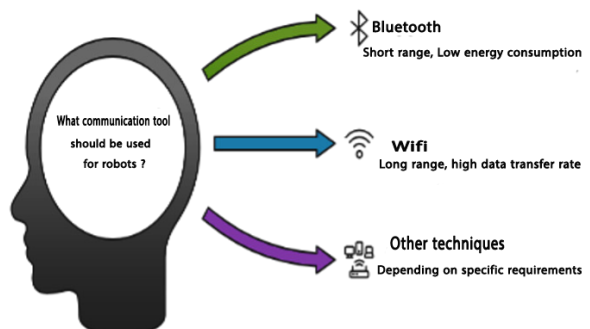 What communication tool
should be used
for robots ?
Bluetooth
Short range, Low energy consumption
Wifi
Long range, high data transfer rate
Other techniques
Depending on specific requirements